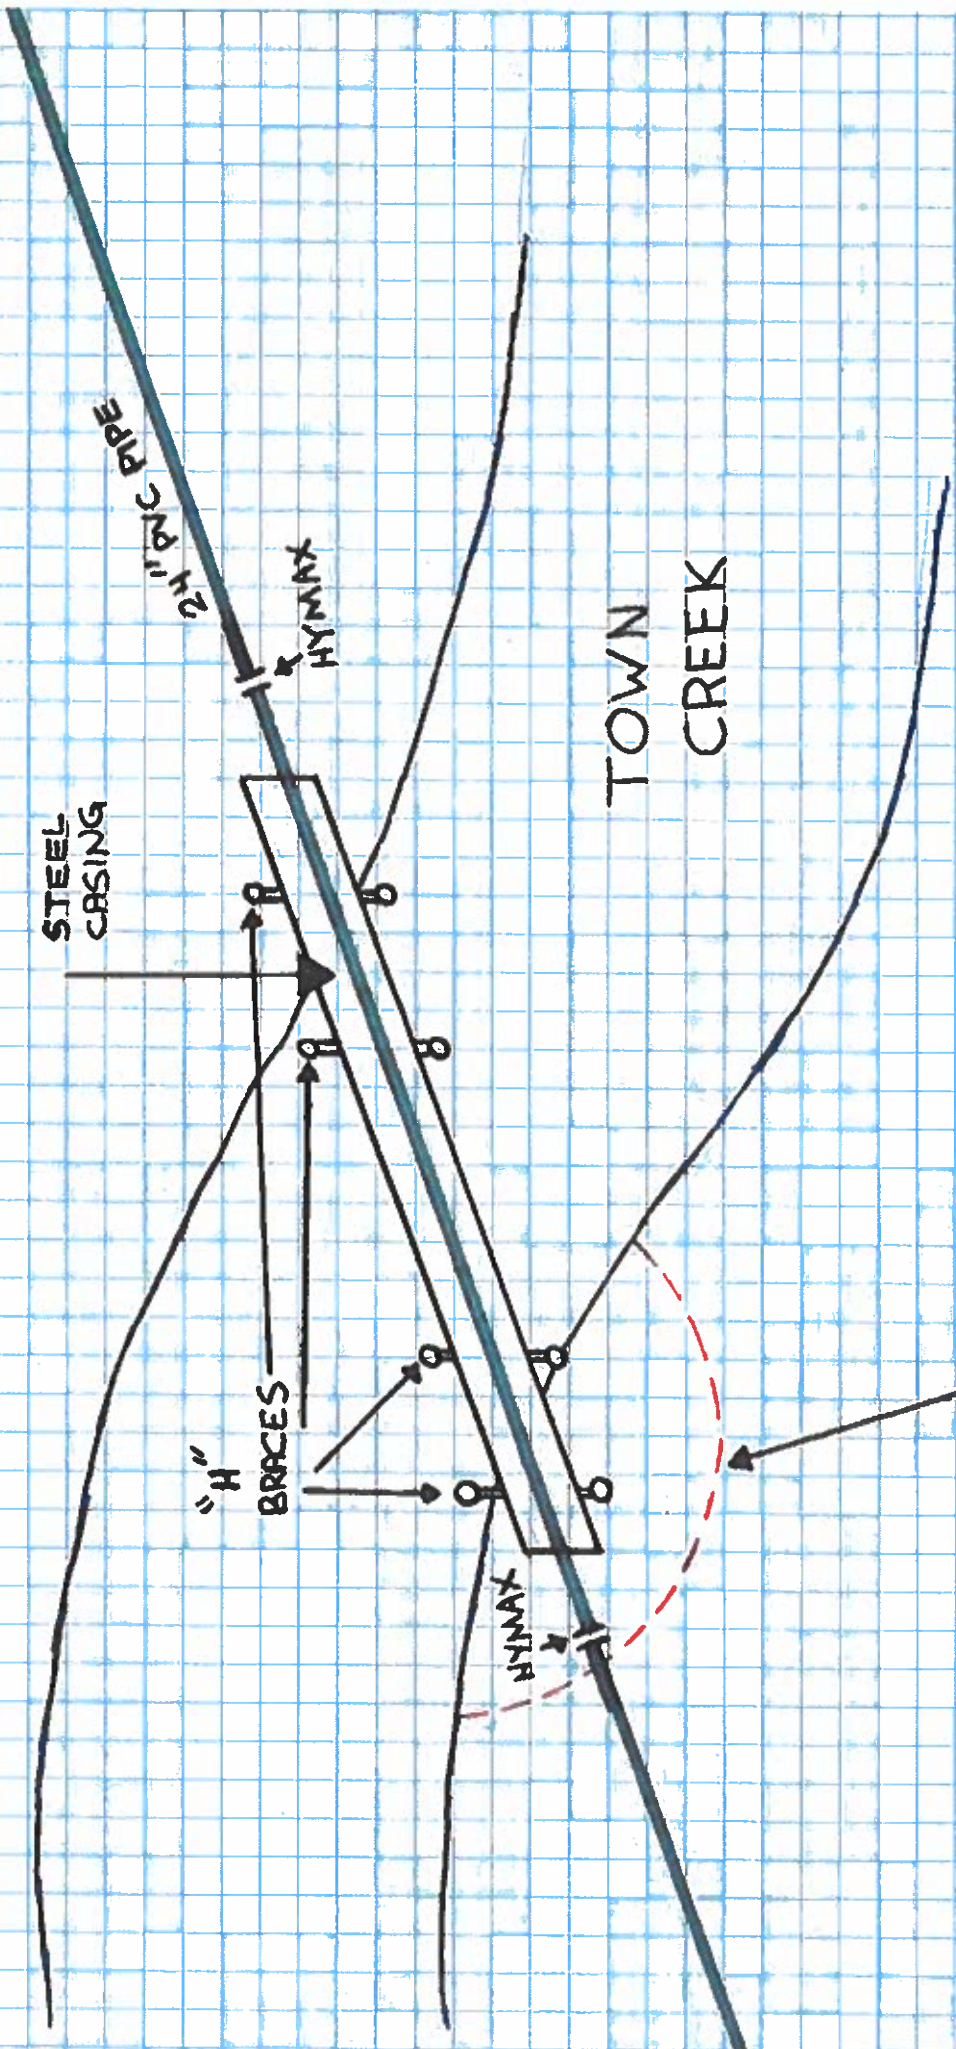 STEEL
CASING
24" PVC PIPE
HYMAX
"H"
BRACES
HYMAX
TOWN
CREEK